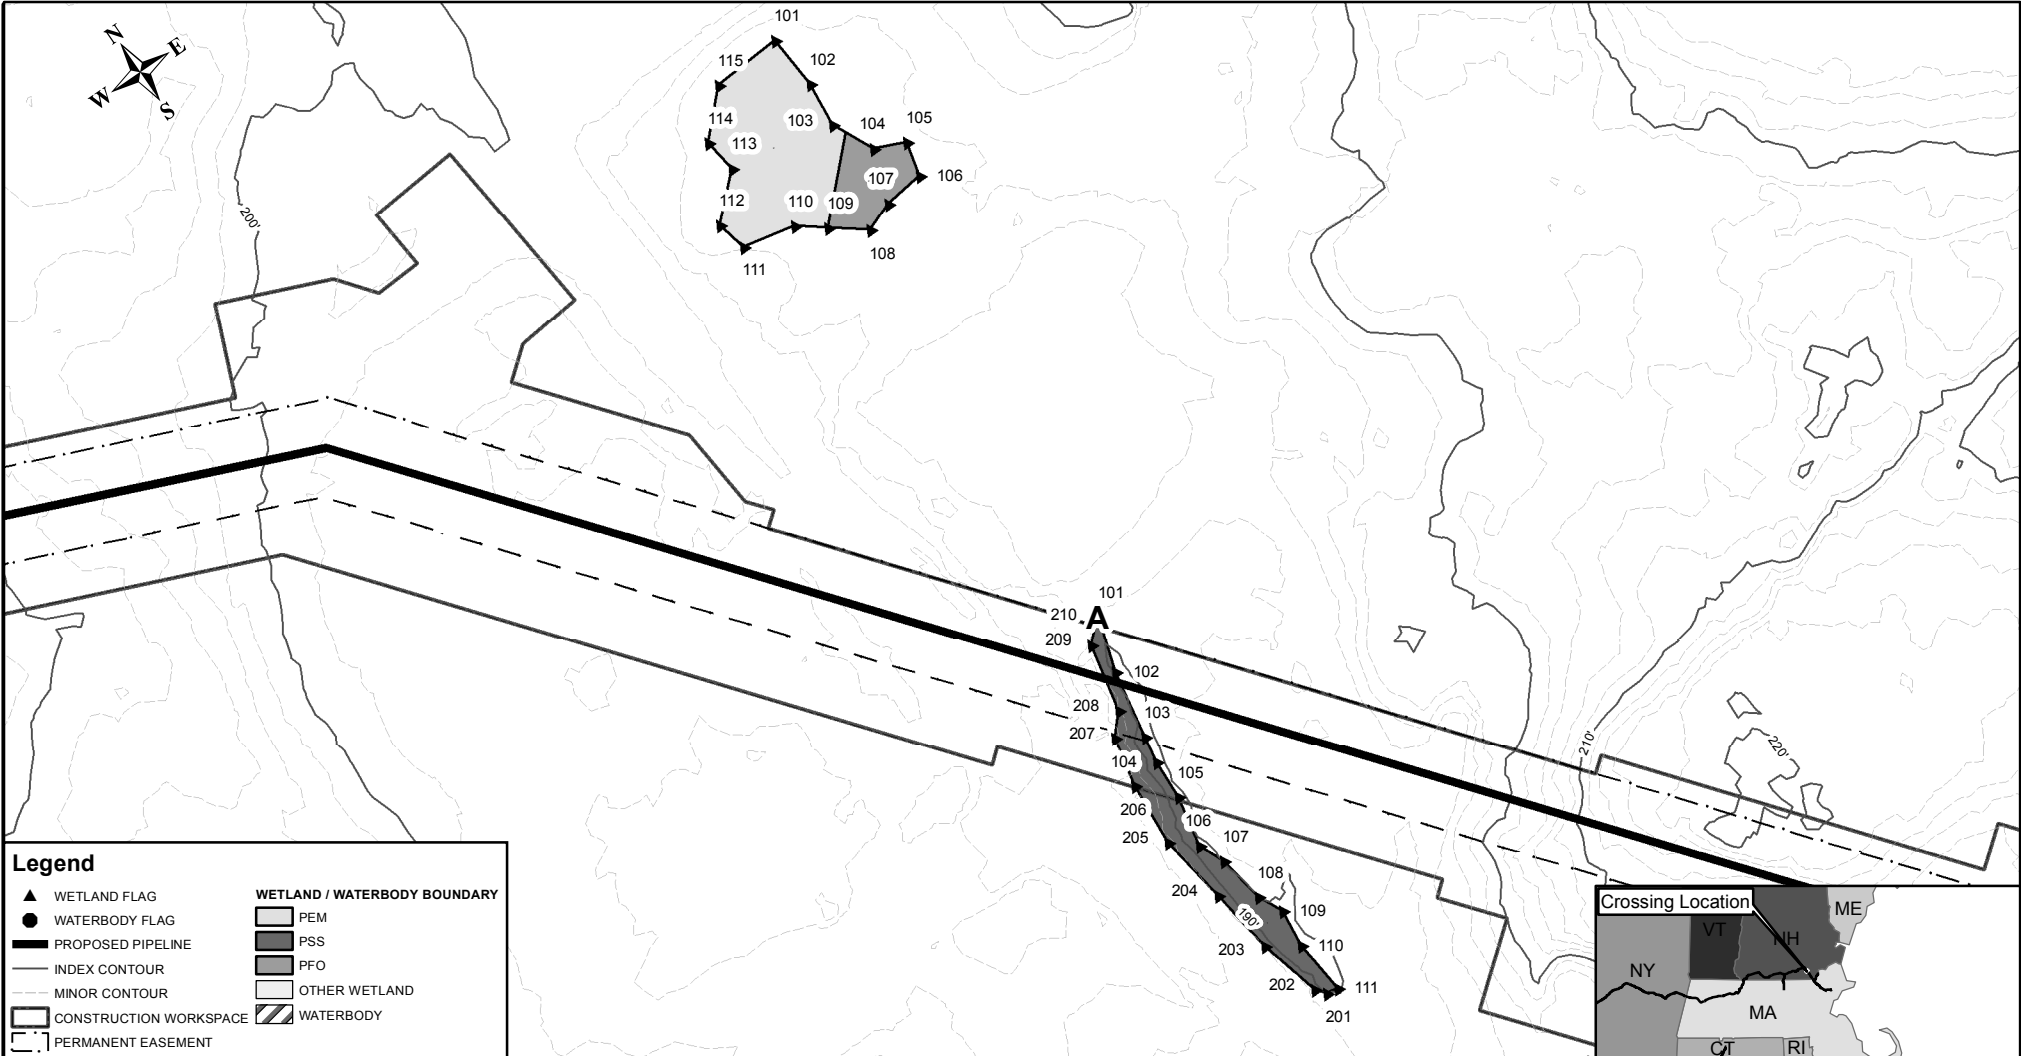 N
E
W
S
101
102
115
103
104
105
114
113
107
106
112
110
109
111
108
200'
101
210
A
209
102
208
103
207
104
105
206
106
107
205
108
204
190'
109
203
110
202
111
201
210'
220'
Legend
WETLAND FLAG
WATERBODY FLAG
PROPOSED PIPELINE
INDEX CONTOUR
MINOR CONTOUR
CONSTRUCTION WORKSPACE
PERMANENT EASEMENT
WETLAND / WATERBODY BOUNDARY
PEM
PSS
PFO
OTHER WETLAND
WATERBODY
Crossing Location
ME
VT
NH
NY
MA
CT
RI